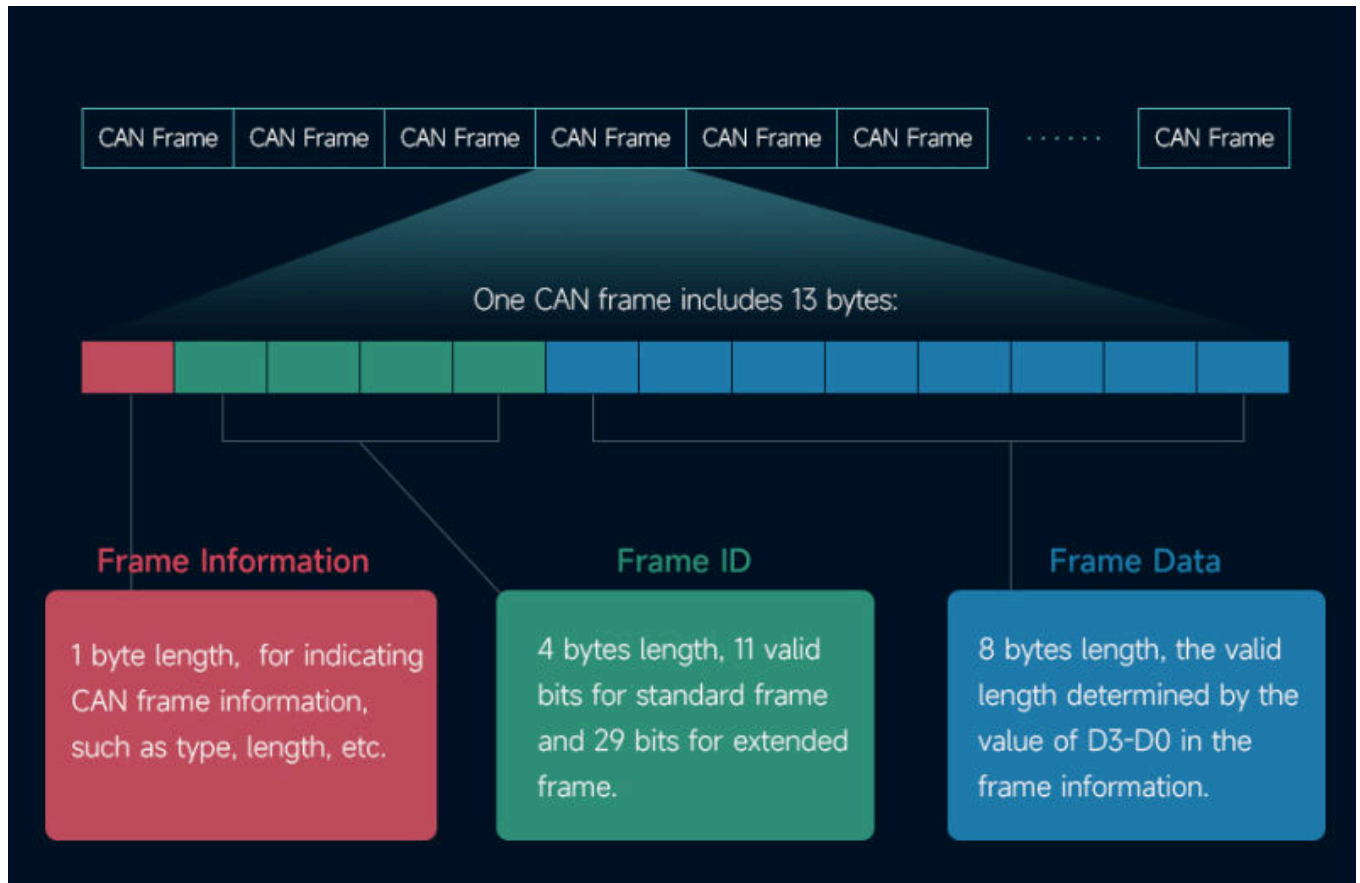 CAN Frame CAN Frame CAN Frame CAN Frame CAN Frame CAN Frame ...... CAN Frame
One CAN frame includes 13 bytes:
Frame Information
1 byte length, for indicating
CAN frame information,
such as type, length, etc.
Frame ID
4 bytes length, 11 valid
bits for standard frame
and 29 bits for extended
frame.
Frame Data
8 bytes length, the valid
length determined by the
value of D3-D0 in the
frame information.